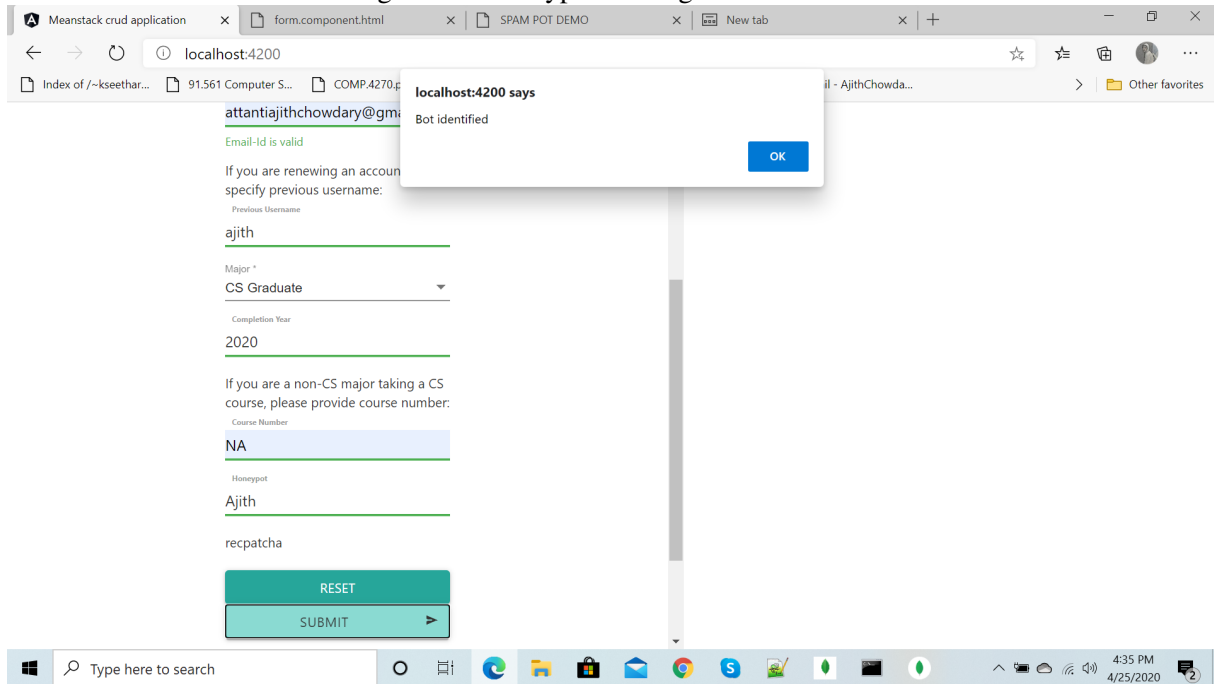 Meanstack crud application
form.component.html
SPAM POT DEMO
New tab
localhost:4200
Index of /~kseethar...
91.561 Computer S...
COMP.4270.p
il - AjithChowda...
Other favorites
localhost:4200 says
Bot identified
OK
attantiajithchowdary@gma
Email-Id is valid
If you are renewing an accoun
specify previous username:
Previous Username
ajith
Major *
CS Graduate
Completion Year
2020
If you are a non-CS major taking a CS
course, please provide course number:
Course Number
NA
Honeypot
Ajith
recpatcha
RESET
SUBMIT
Type here to search
4:35 PM
4/25/2020
2